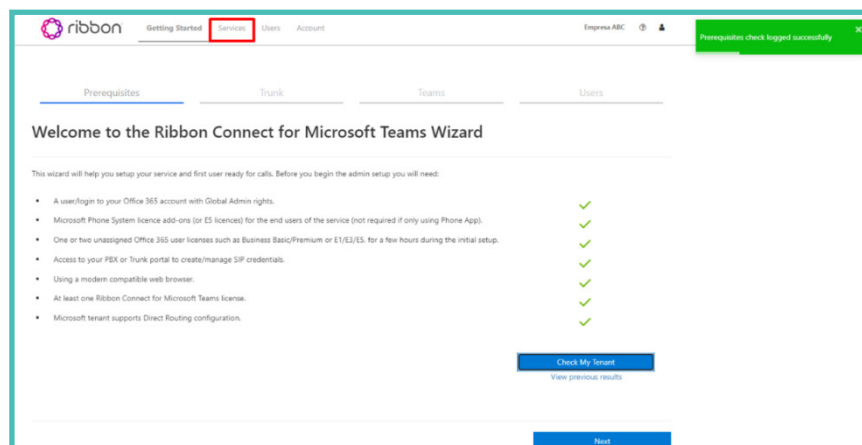 ribbon Getting Started Services Users Account Empresa ABC
Prerequisites check logged successfully
Prerequisites Trunk Teams Users
Welcome to the Ribbon Connect for Microsoft Teams Wizard
This wizard will help you setup your service and first user ready for calls. Before you begin the admin setup you will need:
A user/login to your Office 365 account with Global Admin rights.
Microsoft Phone System licence add-ons (or E5 licences) for the end users of the service (not required if only using Phone App).
One or two unassigned Office 365 user licenses such as Business Basic/Premium or E1/E3/E5. for a few hours during the initial setup.
Access to your PBX or Trunk portal to create/manage SIP credentials.
Using a modern compatible web browser.
At least one Ribbon Connect for Microsoft Teams license.
Microsoft tenant supports Direct Routing configuration.
Check My Tenant
View previous results
Next